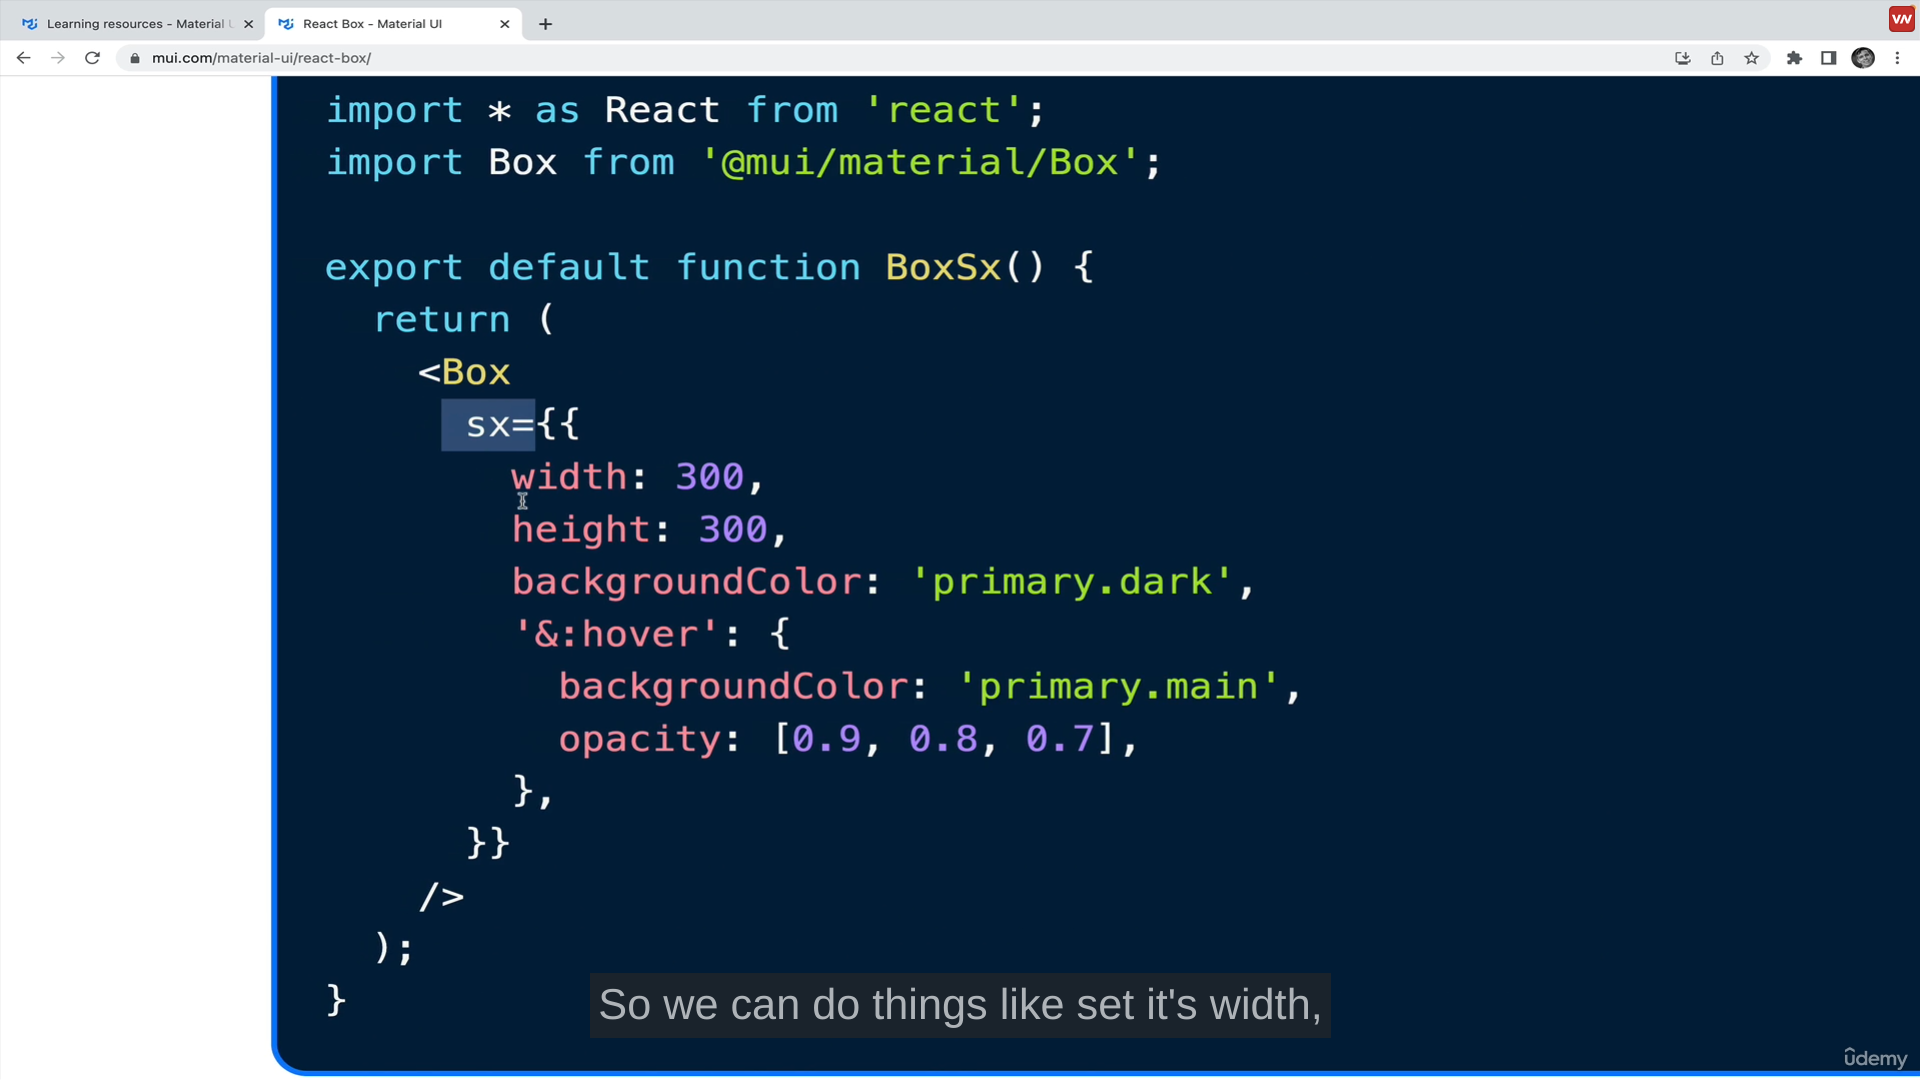 Learning resources - Material U
React Box - Material UI
VN
mui.com/material-ui/react-box/
import * as React from 'react';
import Box from '@mui/material/Box';
export default function BoxSx() {
return (
<Box
sx={{
width: 300,
height: 300,
backgroundColor: 'primary.dark',
'&:hover': {
backgroundColor: 'primary.main',
opacity: [0.9, 0.8, 0.7],
},
}}
/>
);
}
So we can do things like set it's width,
ûdemy